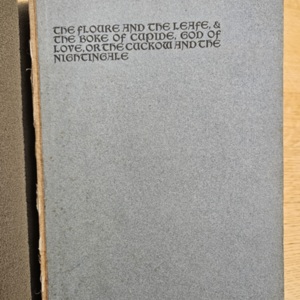 THE FLOURE AND THE LEAFE, &
THE BOKE OF CUPIDE, GOD OF
LOVE, OR THE CUCKOW AND THE
NIGHTINGALE